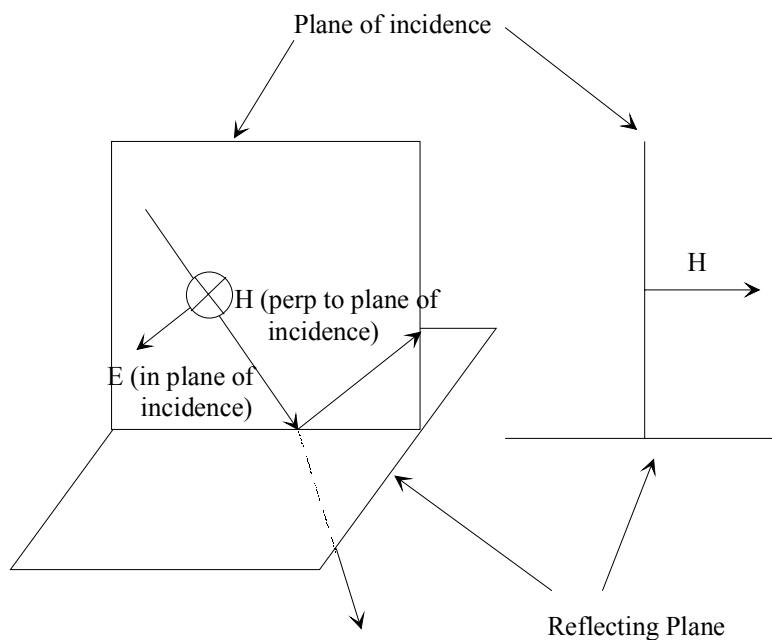 Plane of incidence
H
H (perp to plane of
incidence)
E (in plane of
incidence)
Reflecting Plane